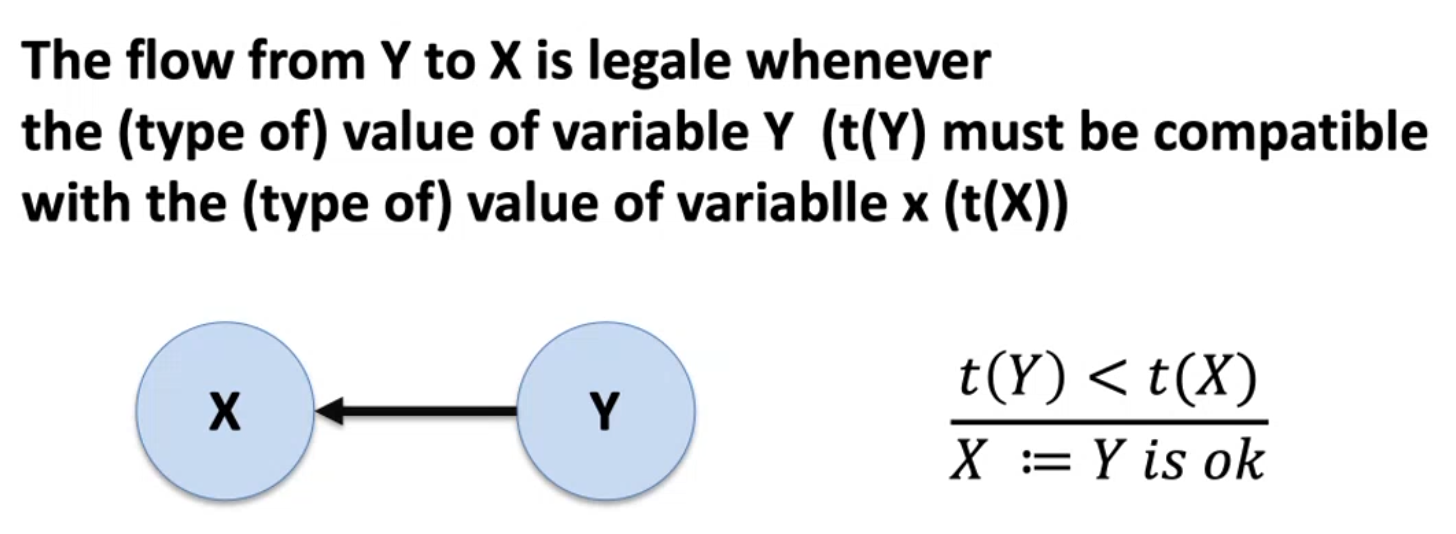 The flow from Y to X is legale whenever
the (type of) value of variable Y (t(Y) must be compatible
with the (type of) value of variablle x (t(X))
X
Y
t(Y) < t(X)
X := Y is ok